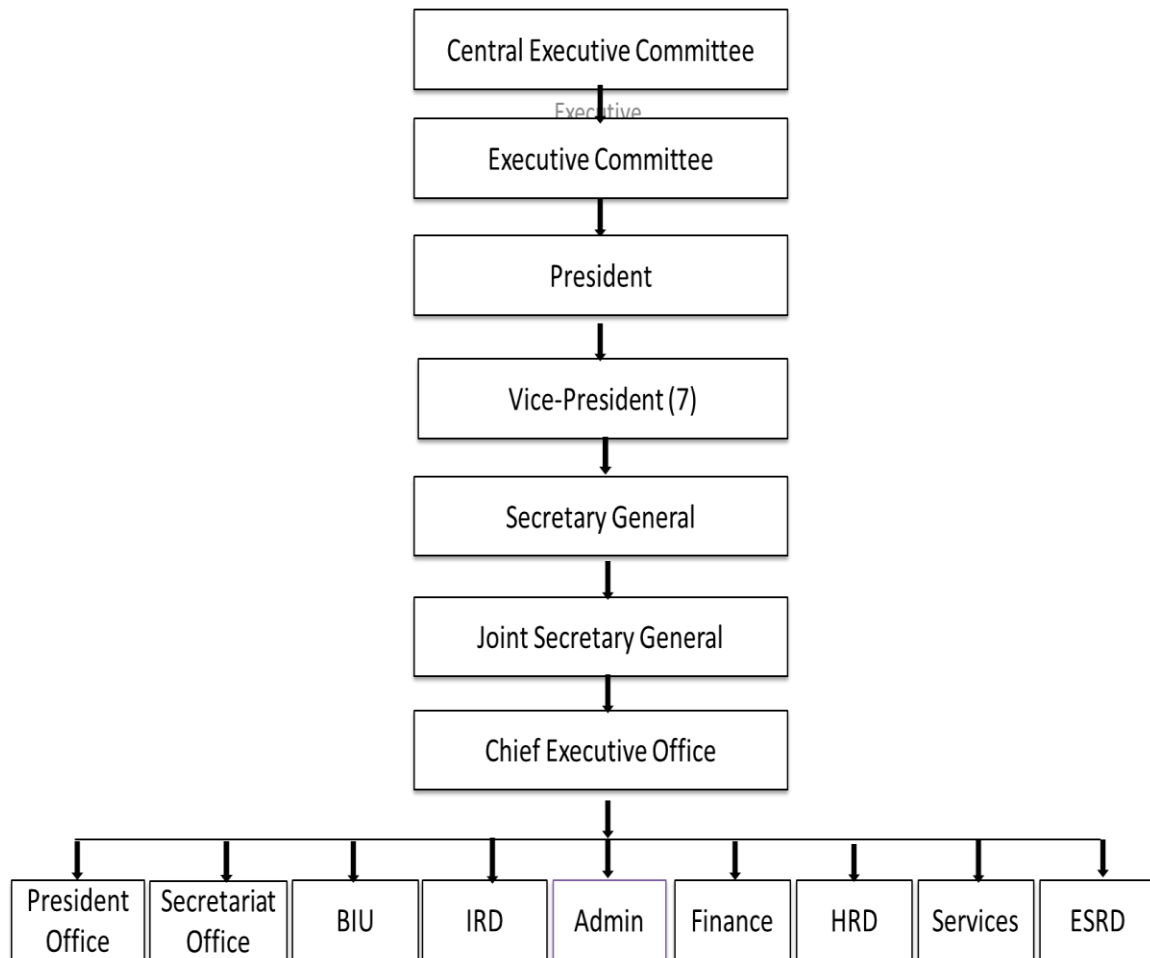 Central Executive Committee
Executive
Executive Committee
President
Vice-President (7)
Secretary General
Joint Secretary General
Chief Executive Office
President
Office
Secretariat
Office
BIU
IRD
Admin
Finance
HRD
Services
ESRD